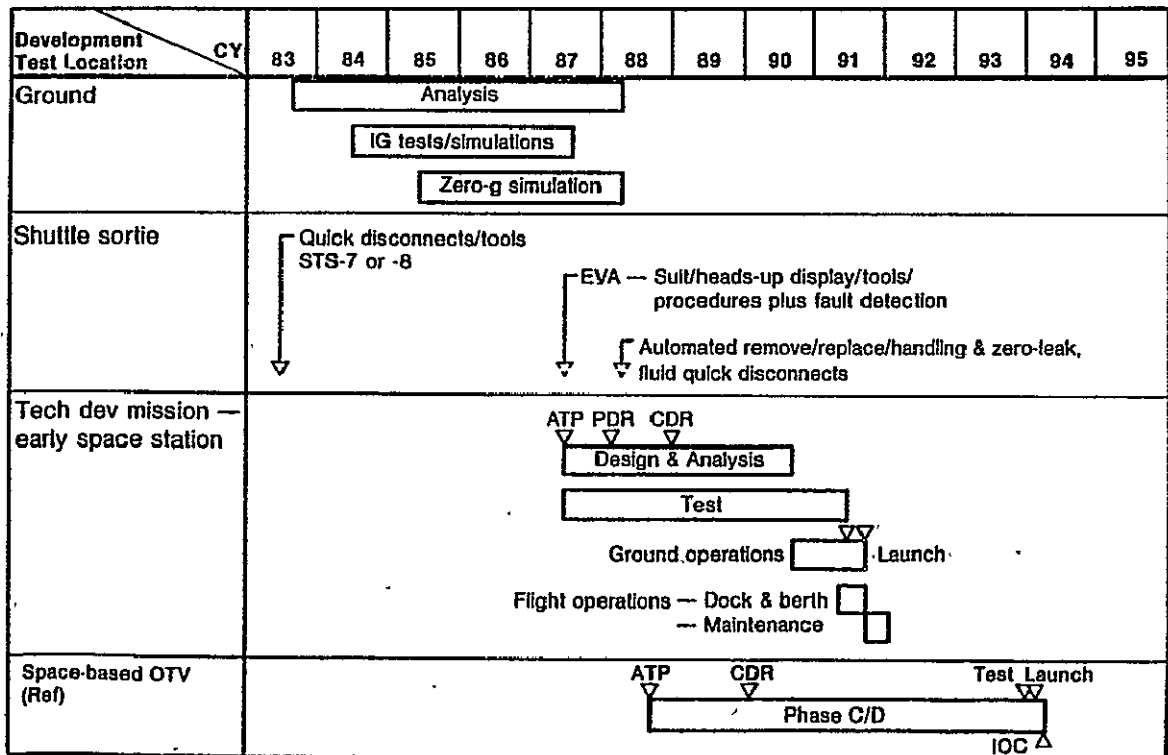 Development
Test Location
CY
83 84 85 86 87 88 89 90 91 92 93 94 95
Ground
Analysis
IG tests/simulations
Zero-g simulation
Shuttle sortie
Quick disconnects/tools
STS-7 or -8
EVA — Suit/heads-up display/tools/
procedures plus fault detection
Automated remove/replace/handling & zero-leak,
fluid quick disconnects
Tech dev mission —
early space station
ATP PDR CDR
Design & Analysis
Test
Ground operations
Launch
Flight operations — Dock & berth
— Maintenance
Space-based OTV
(Ref)
ATP CDR Test Launch
Phase C/D
IOC